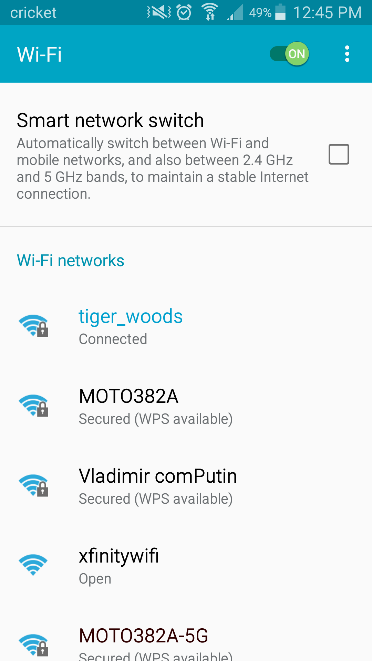 cricket 49% 12:45 PM
Wi-Fi ON
Smart network switch
Automatically switch between Wi-Fi and
mobile networks, and also between 2.4 GHz
and 5 GHz bands, to maintain a stable Internet
connection.
Wi-Fi networks
tiger_woods
Connected
MOTO382A
Secured (WPS available)
Vladimir comPutin
Secured (WPS available)
xfinitywifi
Open
MOTO382A-5G
Secured (WPS available)